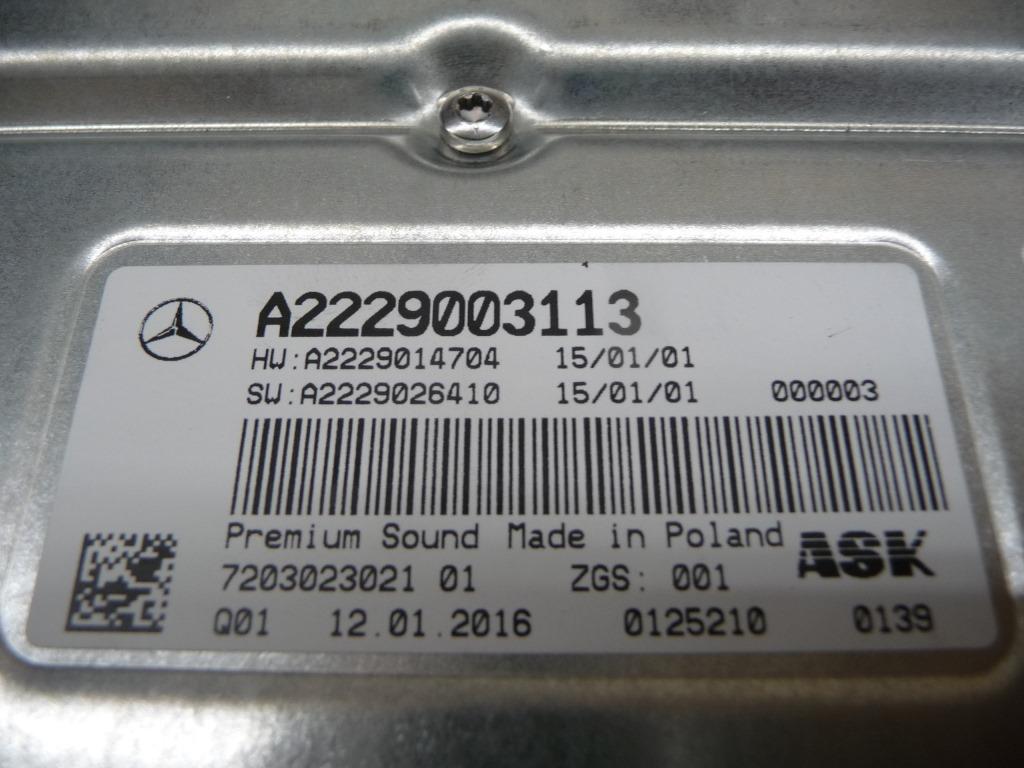 A2229003113
HW:A2229014704 15/01/01
SW:A2229026410 15/01/01 000003
Premium Sound Made in Poland ASK
7203023021 01 ZGS: 001
Q01 12.01.2016 0125210 0139